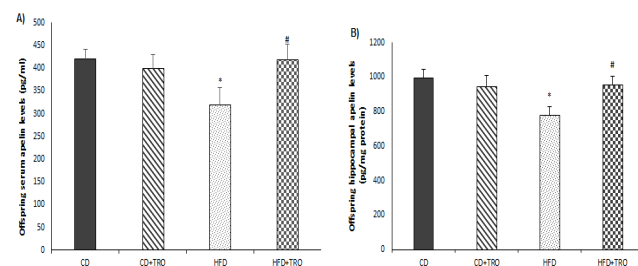 A)
Offspring serum apelin levels (pg/ml)
500
450
400
350
300
250
200
150
100
50
0
*
#
CD
CD+TRO
HFD
HFD+TRO
B)
Offspring hippocampal apelin levels
(pg/mg protein)
1200
1000
800
600
400
200
0
*
#
CD
CD+TRO
HFD
HFD+TRO